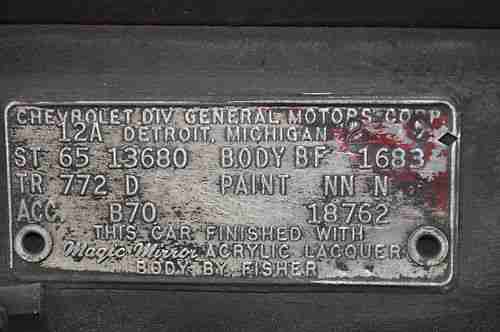 CHEVROLET DIV GENERAL MOTORS CORP.
12A DETROIT, MICHIGAN
ST 65 13680 BODY BF 1683
TR 772 D PAINT NN N
ACC. B70 18762
THIS CAR FINISHED WITH
Magic-Mirror ACRYLIC LACQUER
BODY BY FISHER